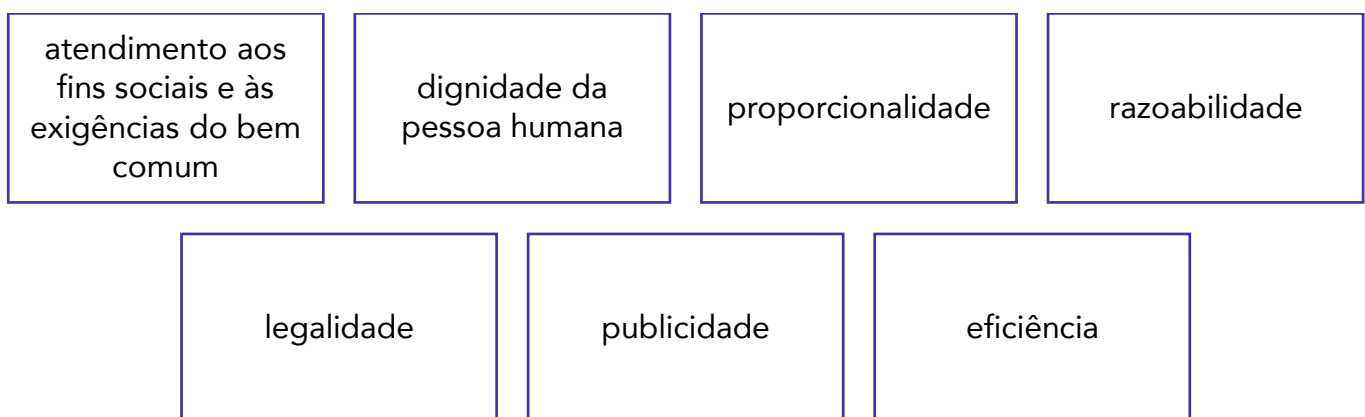 atendimento aos
fins sociais e às
exigências do bem
comum
dignidade da
pessoa humana
proporcionalidade
razoabilidade
legalidade
publicidade
eficiência